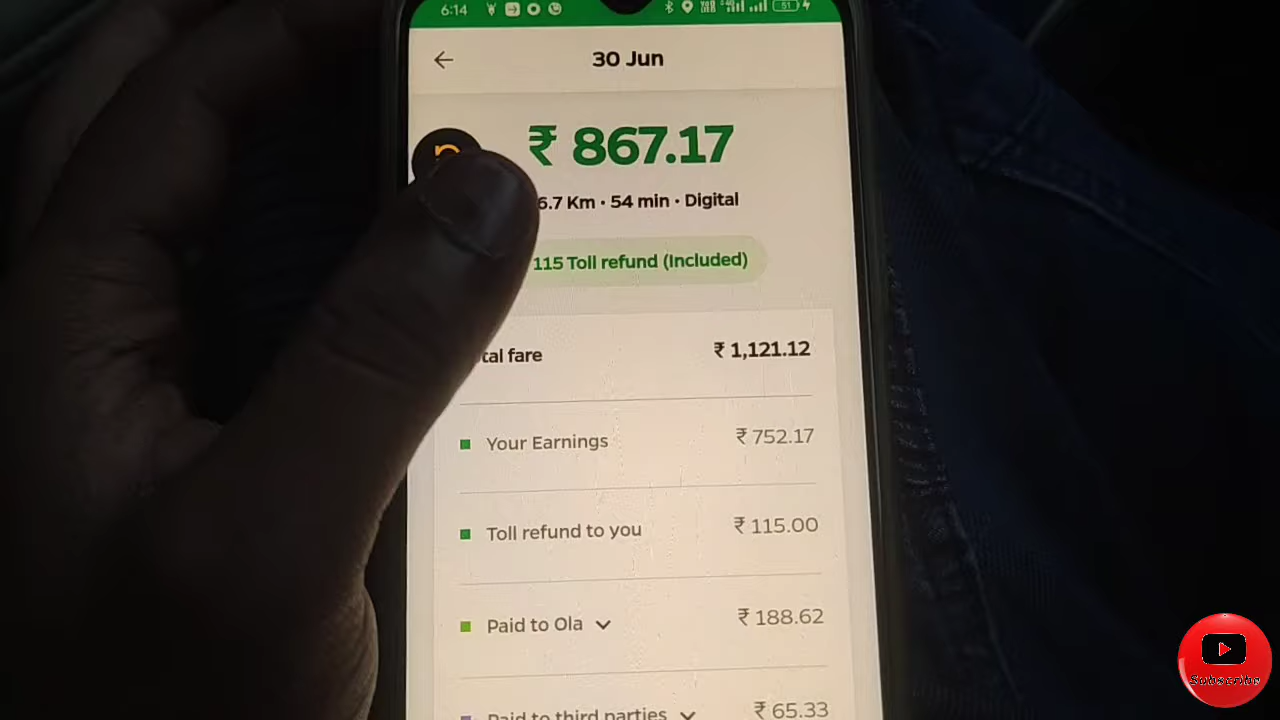 6:14
51
30 Jun
₹ 867.17
6.7 Km • 54 min • Digital
115 Toll refund (Included)
tal fare ₹ 1,121.12
Your Earnings ₹ 752.17
Toll refund to you ₹ 115.00
Paid to Ola ₹ 188.62
Paid to third parties ₹ 65.33
Subscribe